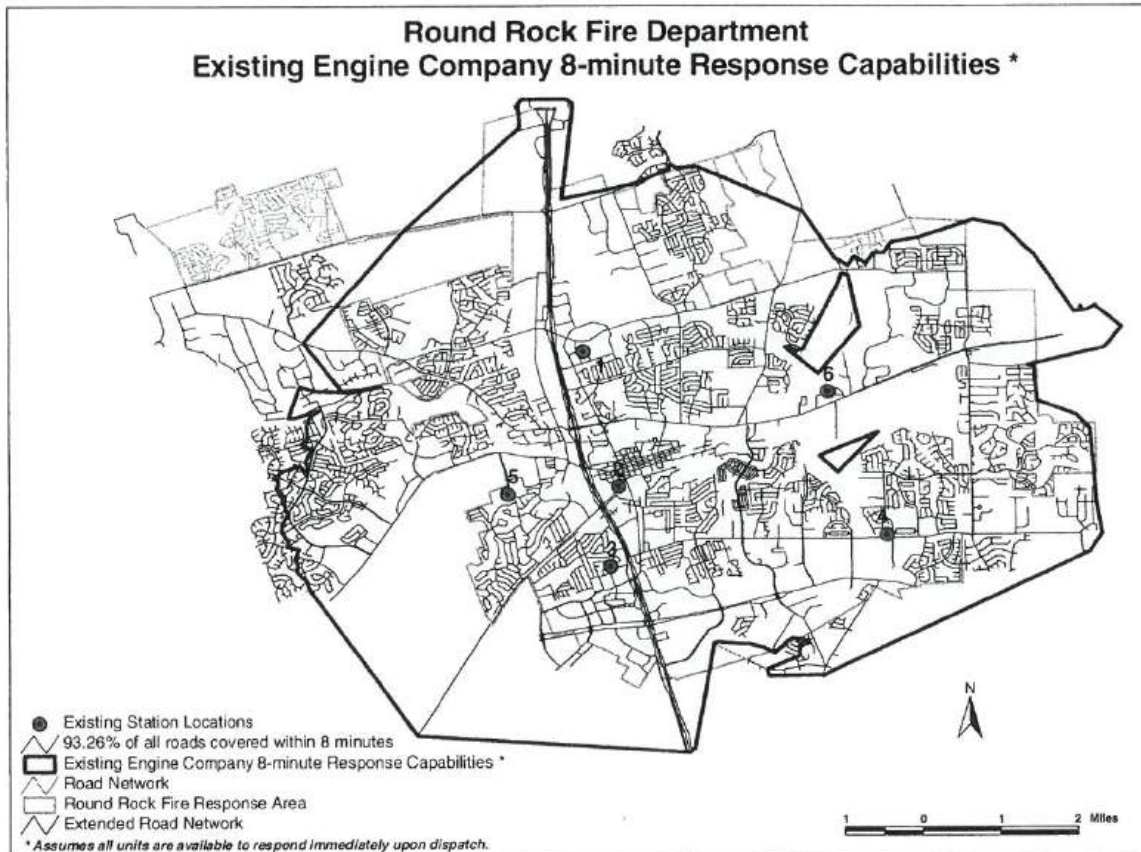 Round Rock Fire Department
Existing Engine Company 8-minute Response Capabilities *
1
6
2
5
4
3
N
Existing Station Locations
93.26% of all roads covered within 8 minutes
Existing Engine Company 8-minute Response Capabilities *
Road Network
Round Rock Fire Response Area
Extended Road Network
* Assumes all units are available to respond immediately upon dispatch.
1 0 1 2 Miles